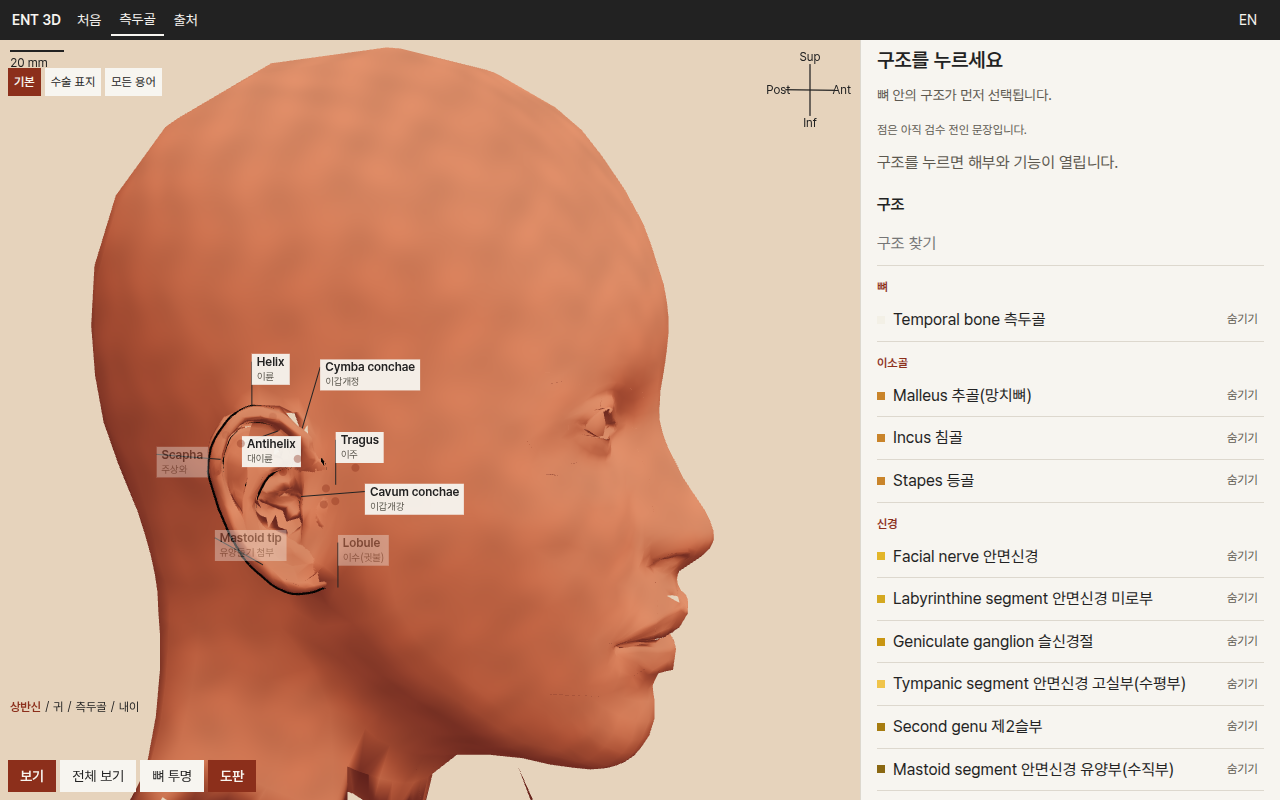 ENT 3D 처음 측두골 출처 EN
20 mm
기본 수술 표지 모든 용어
Sup
Post Ant
Inf
Helix
이륜
Cymba conchae
이갑개정
Antihelix
대이륜
Tragus
이주
Scapha
주상와
Cavum conchae
이갑개강
Mastoid tip
유양돌기 첨부
Lobule
이수(귓불)
상반신 / 귀 / 측두골 / 내이
보기 전체 보기 뼈 투명 도판
구조를 누르세요
뼈 안의 구조가 먼저 선택됩니다.
점은 아직 검수 전인 문장입니다.
구조를 누르면 해부와 기능이 열립니다.
구조
구조 찾기
뼈
Temporal bone 측두골 숨기기
이소골
Malleus 추골(망치뼈) 숨기기
Incus 침골 숨기기
Stapes 등골 숨기기
신경
Facial nerve 안면신경 숨기기
Labyrinthine segment 안면신경 미로부 숨기기
Geniculate ganglion 슬신경절 숨기기
Tympanic segment 안면신경 고실부(수평부) 숨기기
Second genu 제2슬부 숨기기
Mastoid segment 안면신경 유양부(수직부) 숨기기